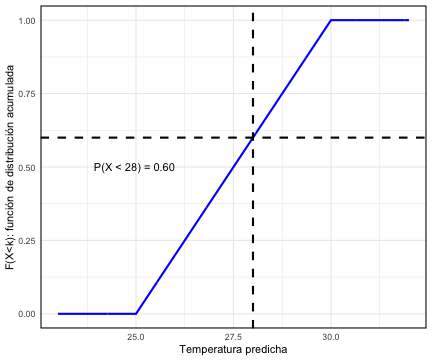 F(X<k): función de distribución acumulada
1.00
0.75
0.50
0.25
0.00
P(X < 28) = 0.60
25.0 27.5 30.0
Temperatura predicha